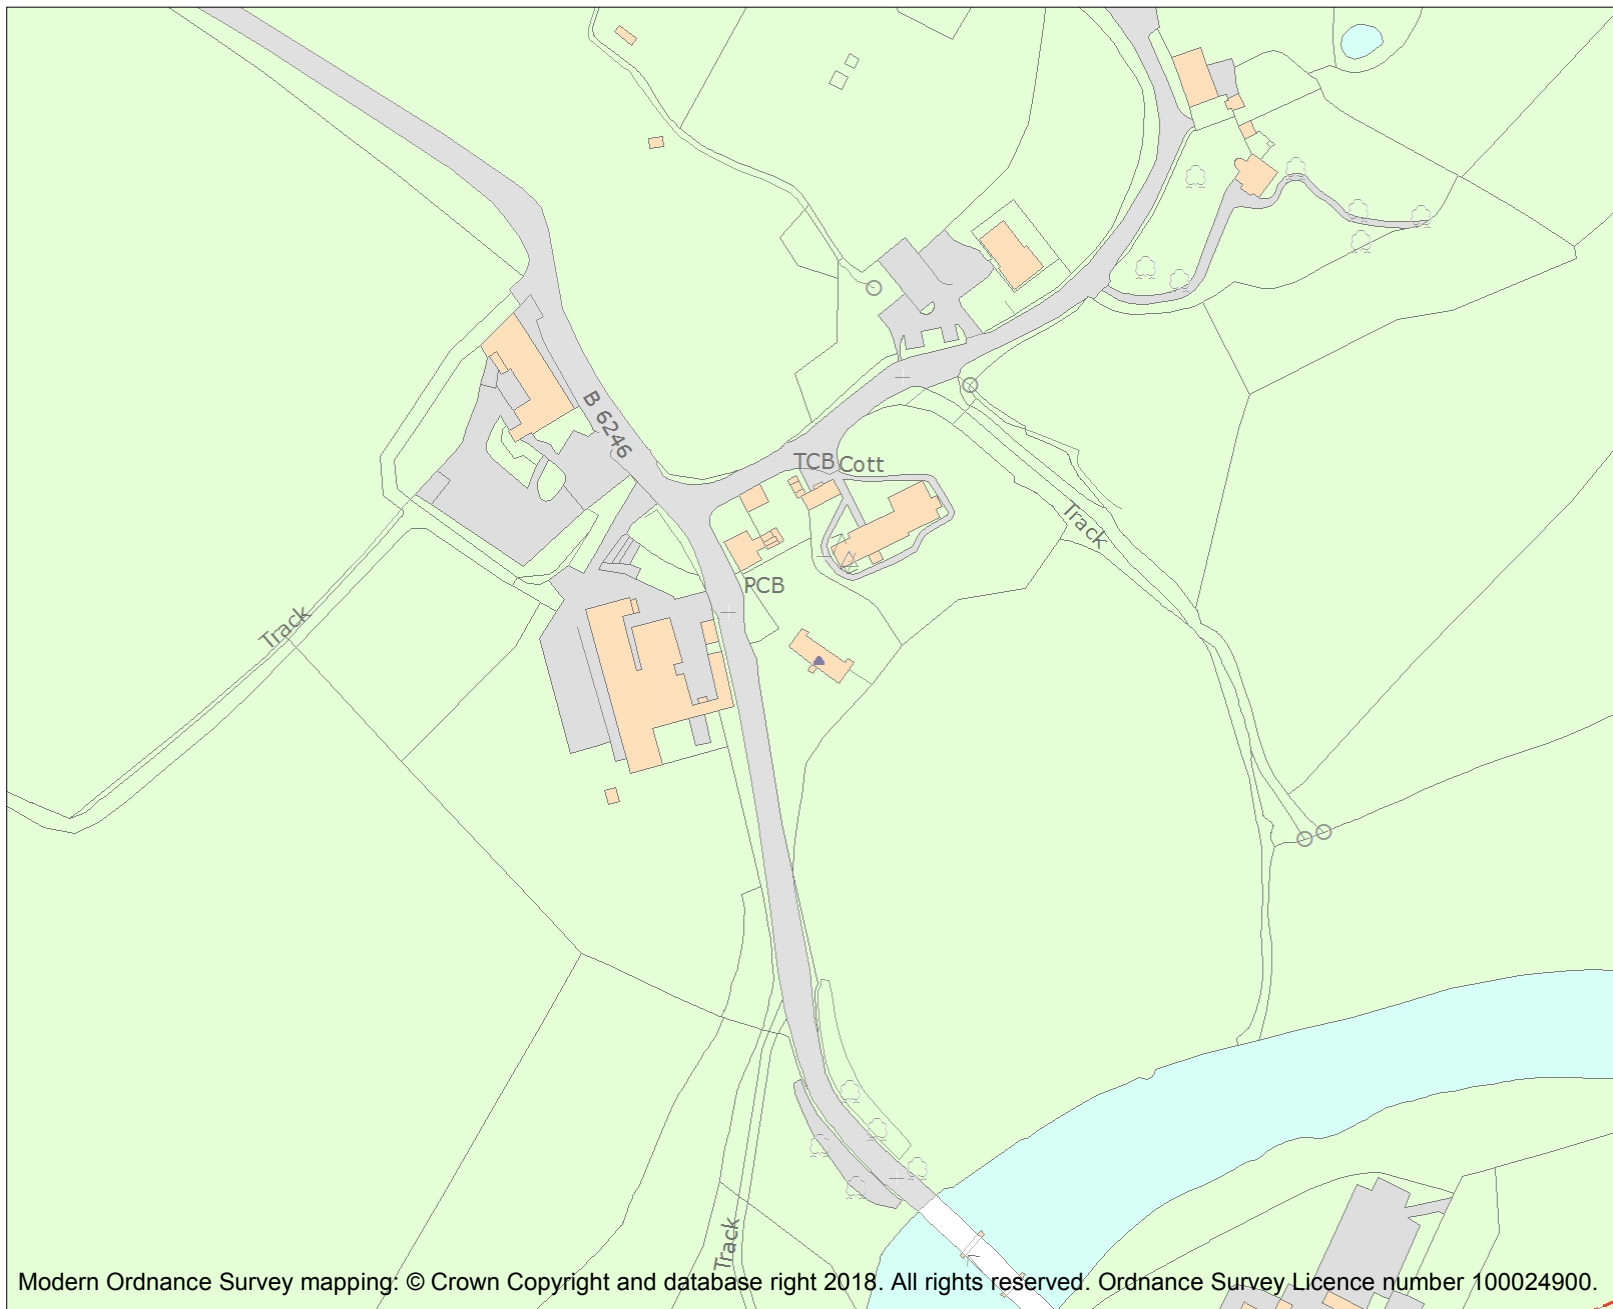 B 6246
TCB
Cott
Track
PCB
Track
Track
Modern Ordnance Survey mapping: © Crown Copyright and database right 2018. All rights reserved. Ordnance Survey Licence number 100024900.